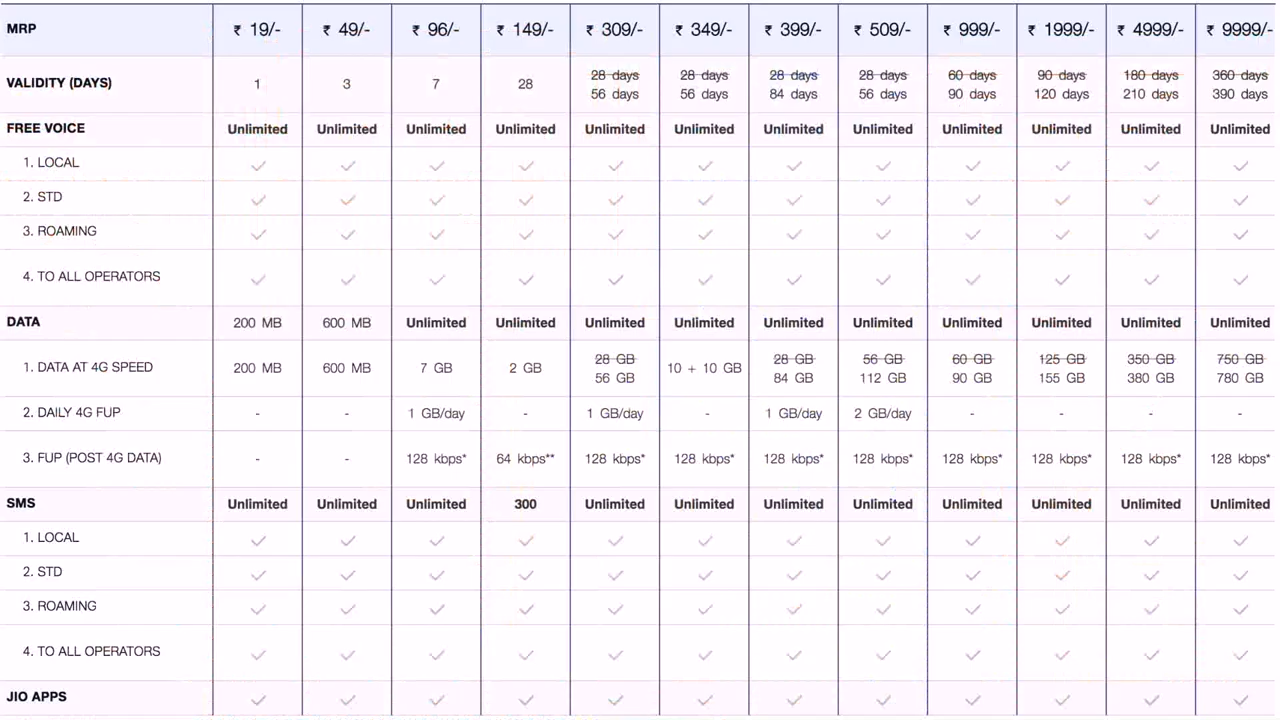 MRP ₹ 19/- ₹ 49/- ₹ 96/- ₹ 149/- ₹ 309/- ₹ 349/- ₹ 399/- ₹ 509/- ₹ 999/- ₹ 1999/- ₹ 4999/- ₹ 9999/-
28 days 28 days 28 days 28 days 60 days 90 days 180 days 360 days
VALIDITY (DAYS) 1 3 7 28
56 days 56 days 84 days 56 days 90 days 120 days 210 days 390 days
FREE VOICE Unlimited Unlimited Unlimited Unlimited Unlimited Unlimited Unlimited Unlimited Unlimited Unlimited Unlimited Unlimited
1. LOCAL
2. STD
3. ROAMING
4. TO ALL OPERATORS
DATA 200 MB 600 MB Unlimited Unlimited Unlimited Unlimited Unlimited Unlimited Unlimited Unlimited Unlimited Unlimited
28 GB 28 GB 56 GB 60 GB 125 GB 350 GB 750 GB
1. DATA AT 4G SPEED 200 MB 600 MB 7 GB 2 GB 10 + 10 GB
56 GB 84 GB 112 GB 90 GB 155 GB 380 GB 780 GB
2. DAILY 4G FUP - - 1 GB/day - 1 GB/day - 1 GB/day 2 GB/day - - - -
3. FUP (POST 4G DATA) - - 128 kbps* 64 kbps** 128 kbps* 128 kbps* 128 kbps* 128 kbps* 128 kbps* 128 kbps* 128 kbps* 128 kbps*
SMS Unlimited Unlimited Unlimited 300 Unlimited Unlimited Unlimited Unlimited Unlimited Unlimited Unlimited Unlimited
1. LOCAL
2. STD
3. ROAMING
4. TO ALL OPERATORS
JIO APPS